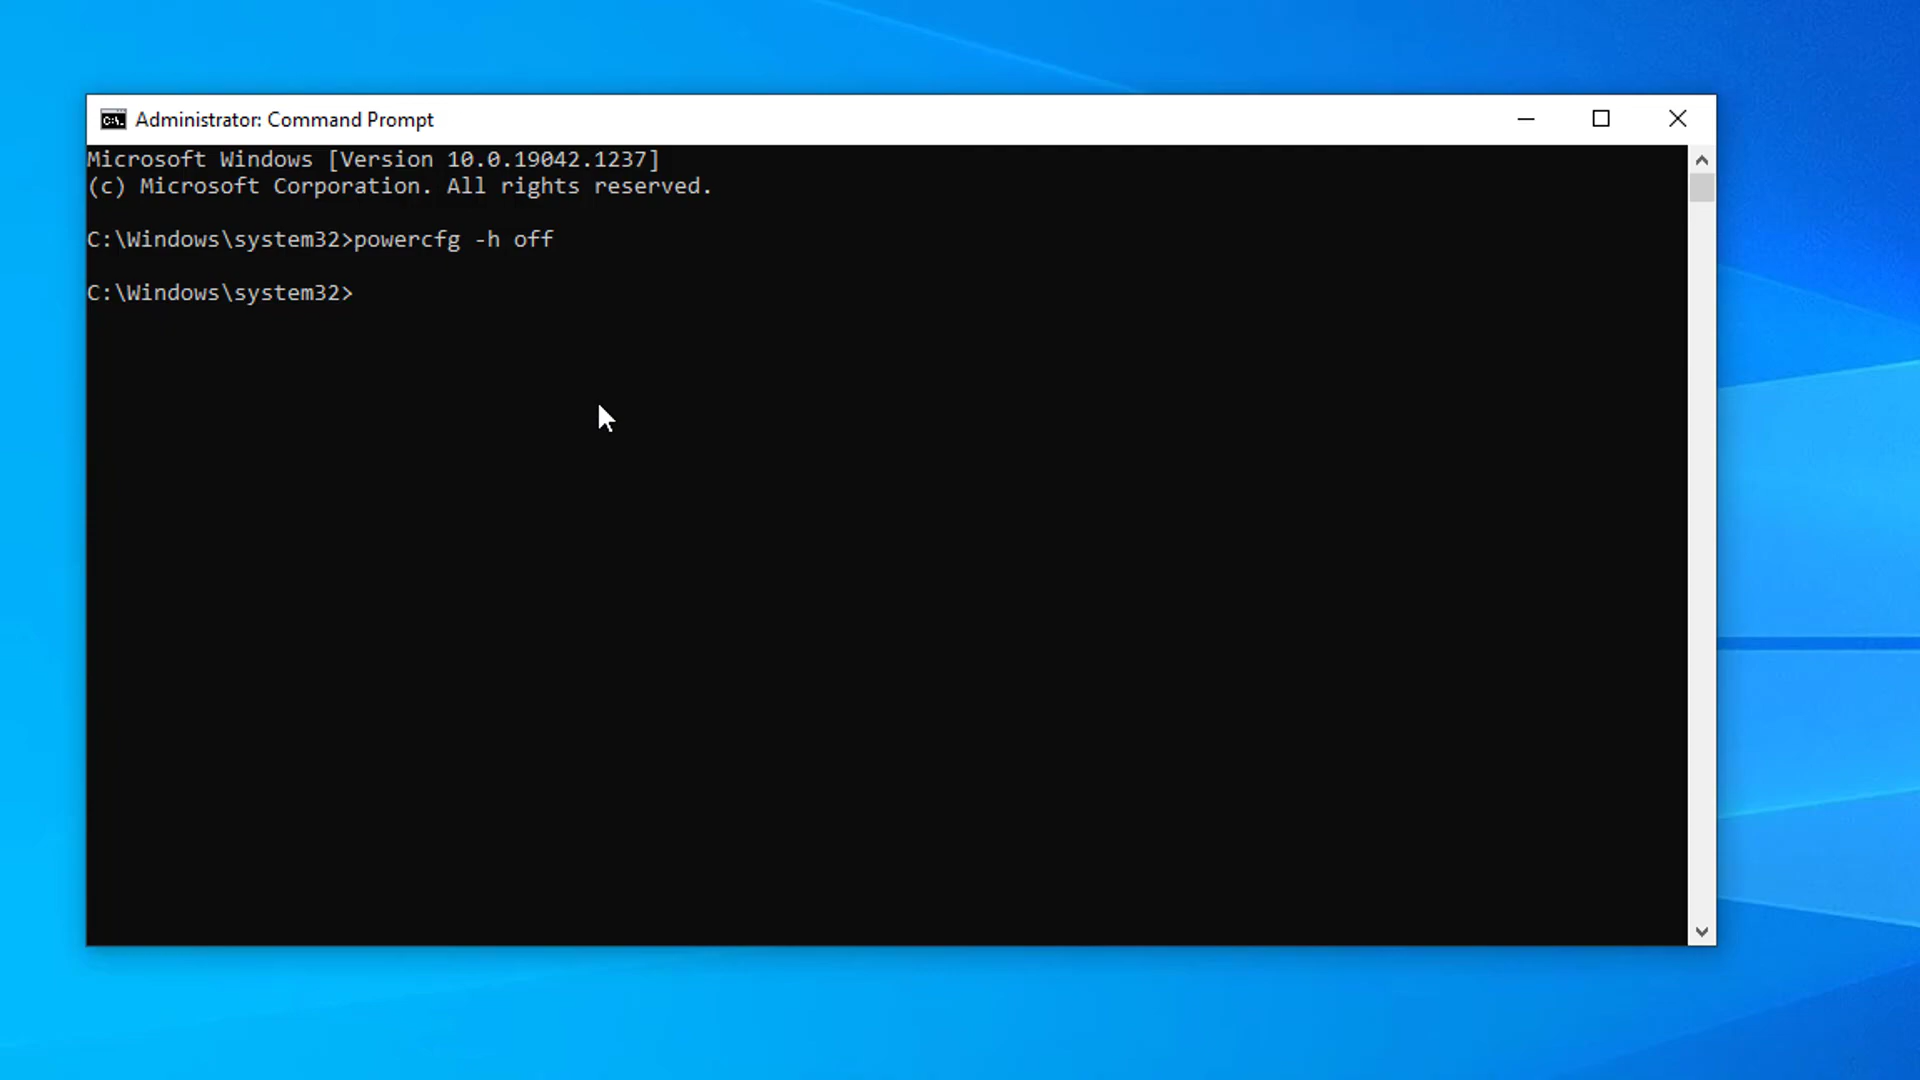 Administrator: Command Prompt
Microsoft Windows [Version 10.0.19042.1237]
(c) Microsoft Corporation. All rights reserved.
C:\Windows\system32>powercfg -h off
C:\Windows\system32>